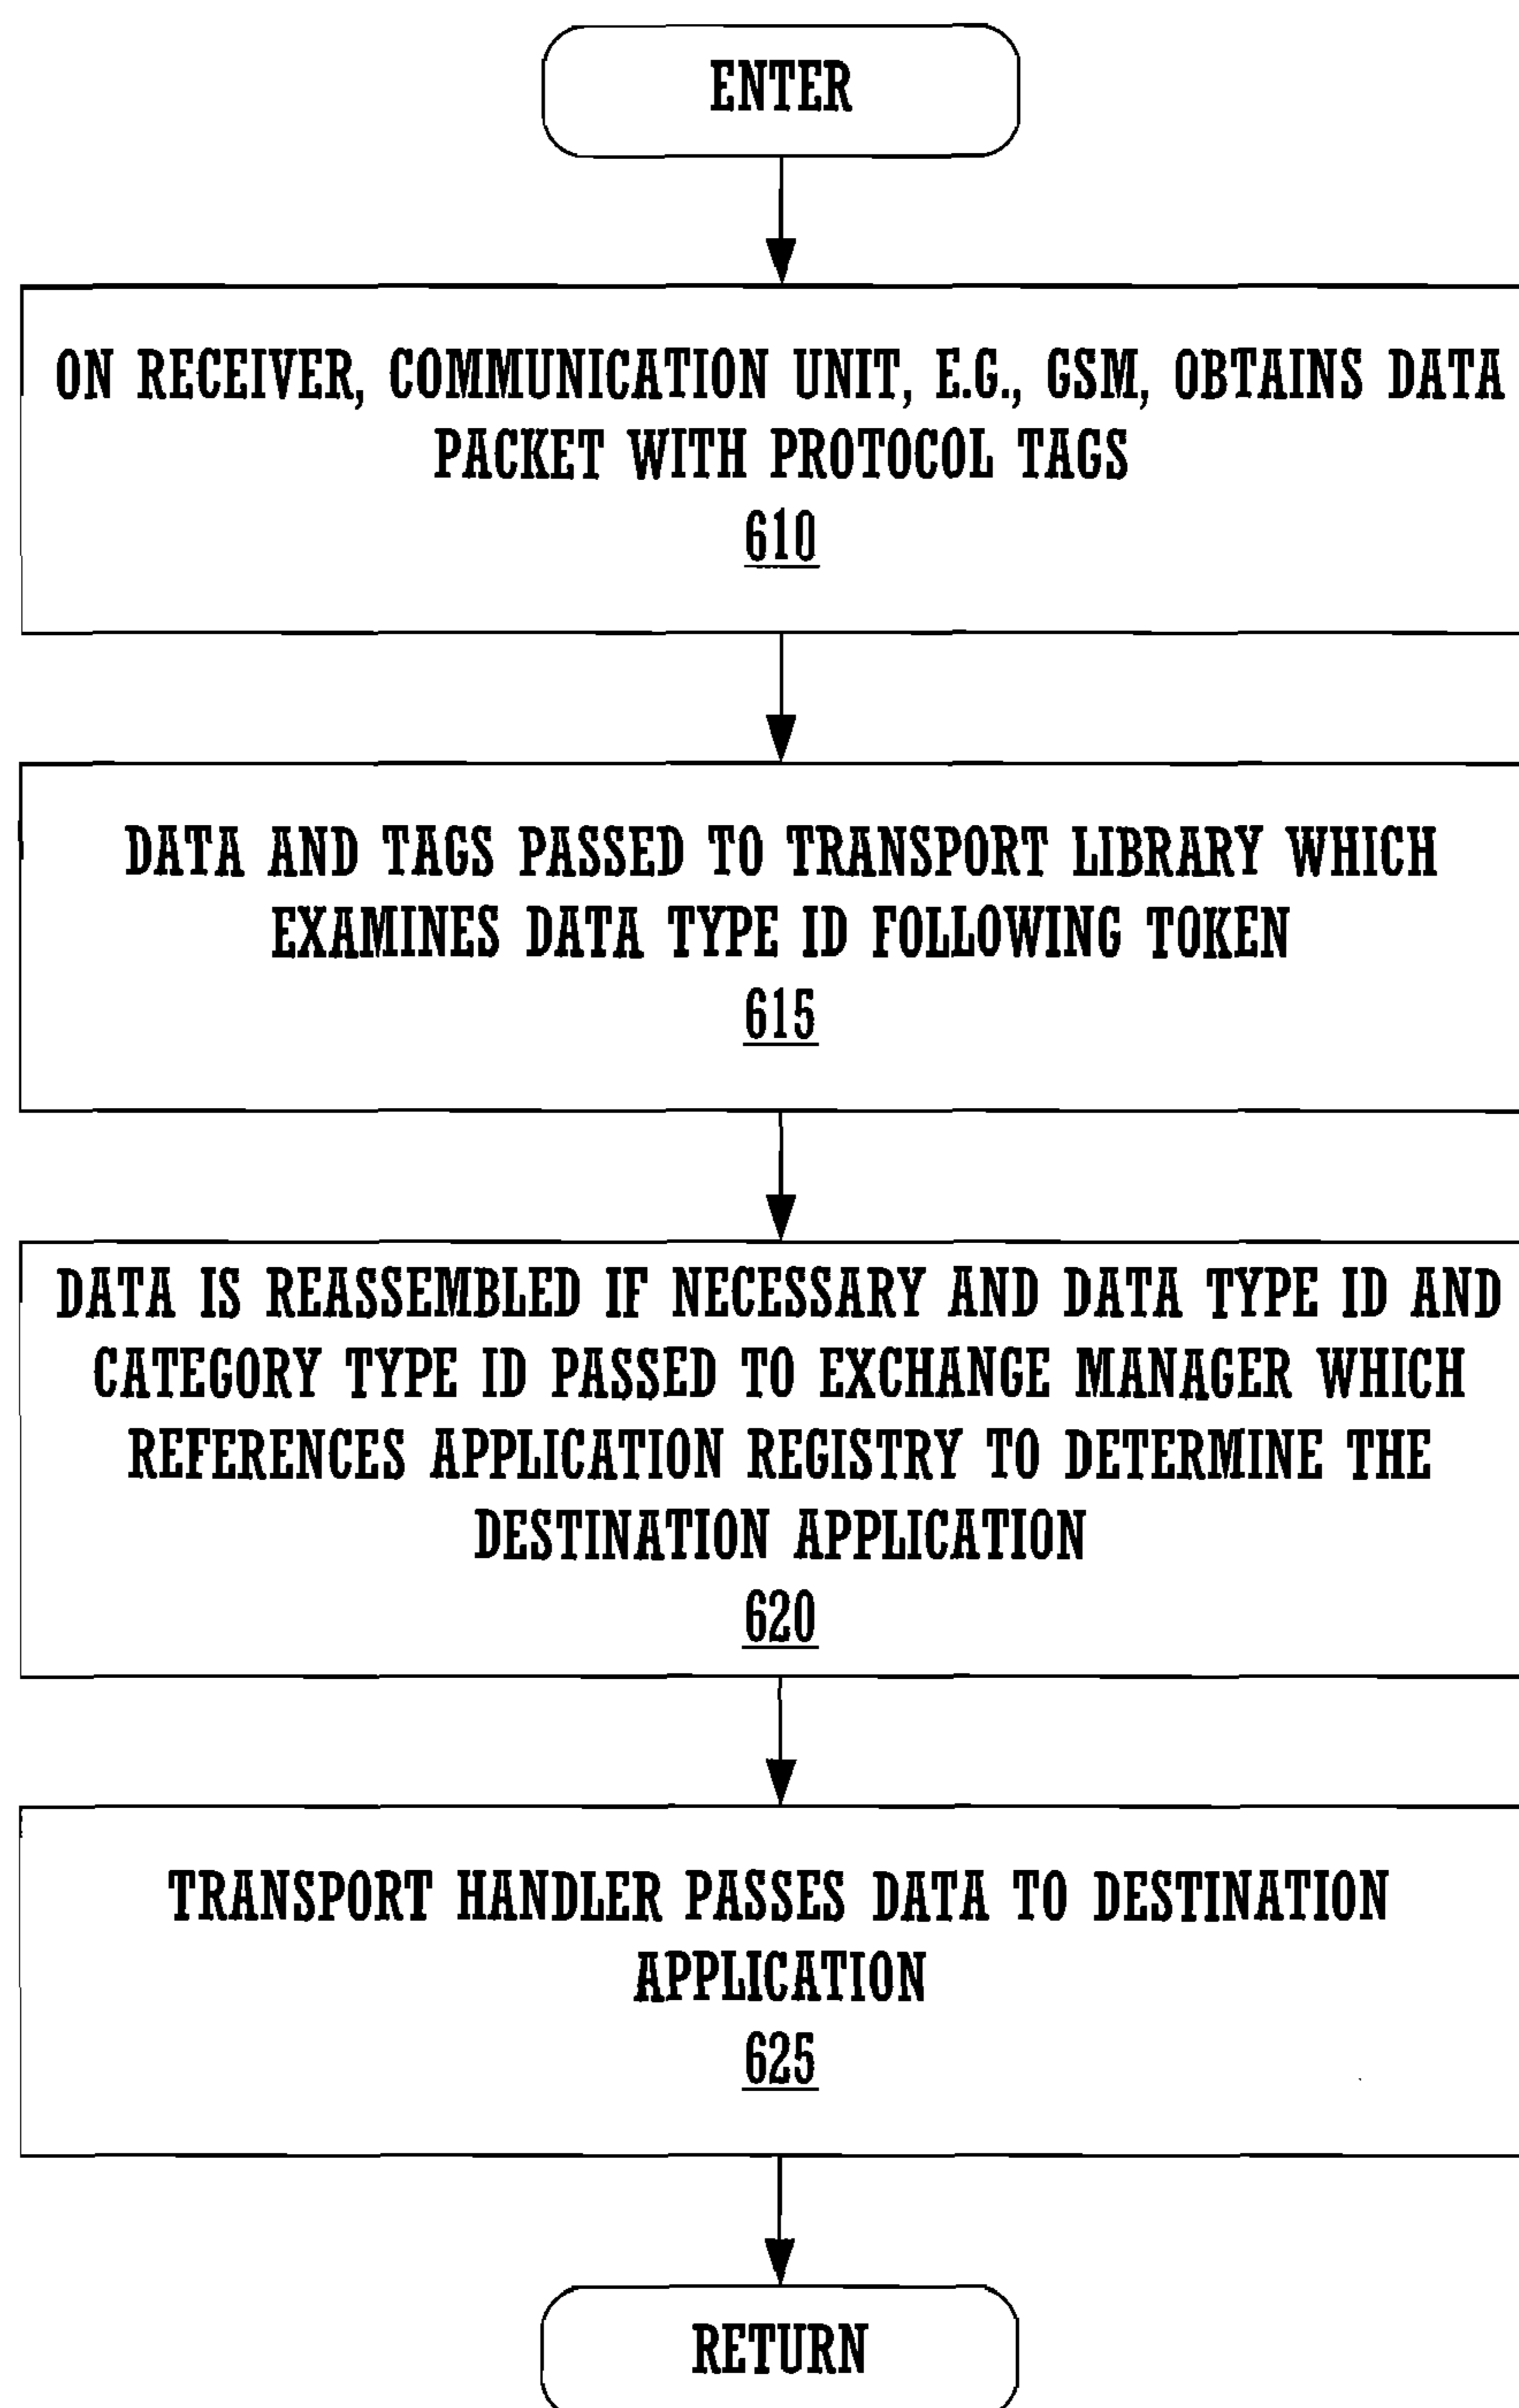 ENTER
ON RECEIVER, COMMUNICATION UNIT, E.G., GSM, OBTAINS DATA
PACKET WITH PROTOCOL TAGS
610
DATA AND TAGS PASSED TO TRANSPORT LIBRARY WHICH
EXAMINES DATA TYPE ID FOLLOWING TOKEN
615
DATA IS REASSEMBLED IF NECESSARY AND DATA TYPE ID AND
CATEGORY TYPE ID PASSED TO EXCHANGE MANAGER WHICH
REFERENCES APPLICATION REGISTRY TO DETERMINE THE
DESTINATION APPLICATION
620
TRANSPORT HANDLER PASSES DATA TO DESTINATION
APPLICATION
625
RETURN